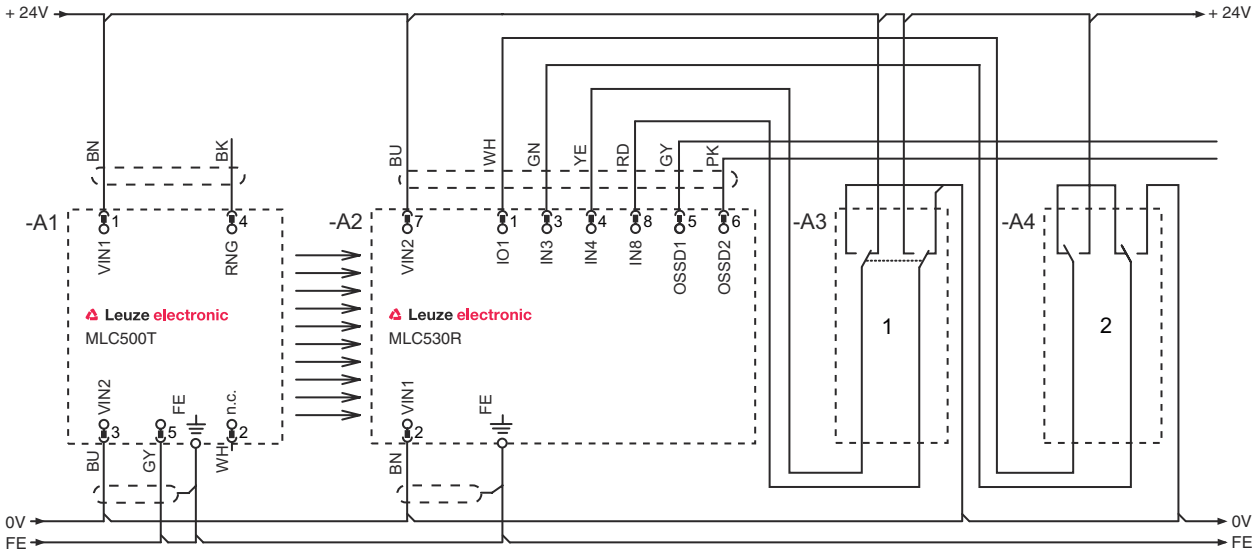 + 24V
+ 24V
BN
BK
BU
WH
GN
YE
RD
GY
PK
-A1
1
4
VIN1
RNG
Leuze electronic
MLC500T
VIN2
FE
n.c.
3
5
2
BU
GY
WH
-A2
7
1
3
4
8
5
6
VIN2
IO1
IN3
IN4
IN8
OSSD1
OSSD2
Leuze electronic
MLC530R
VIN1
FE
2
BN
-A3
1
-A4
2
0V
0V
FE
FE